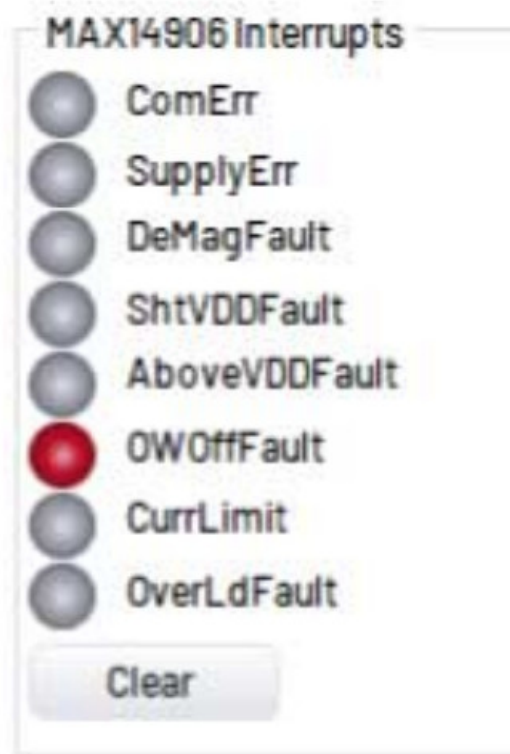 MAX14906 Interrupts
ComErr
SupplyErr
DeMagFault
ShtVDDFault
AboveVDDFault
OWOffFault
CurrLimit
OverLdFault
Clear